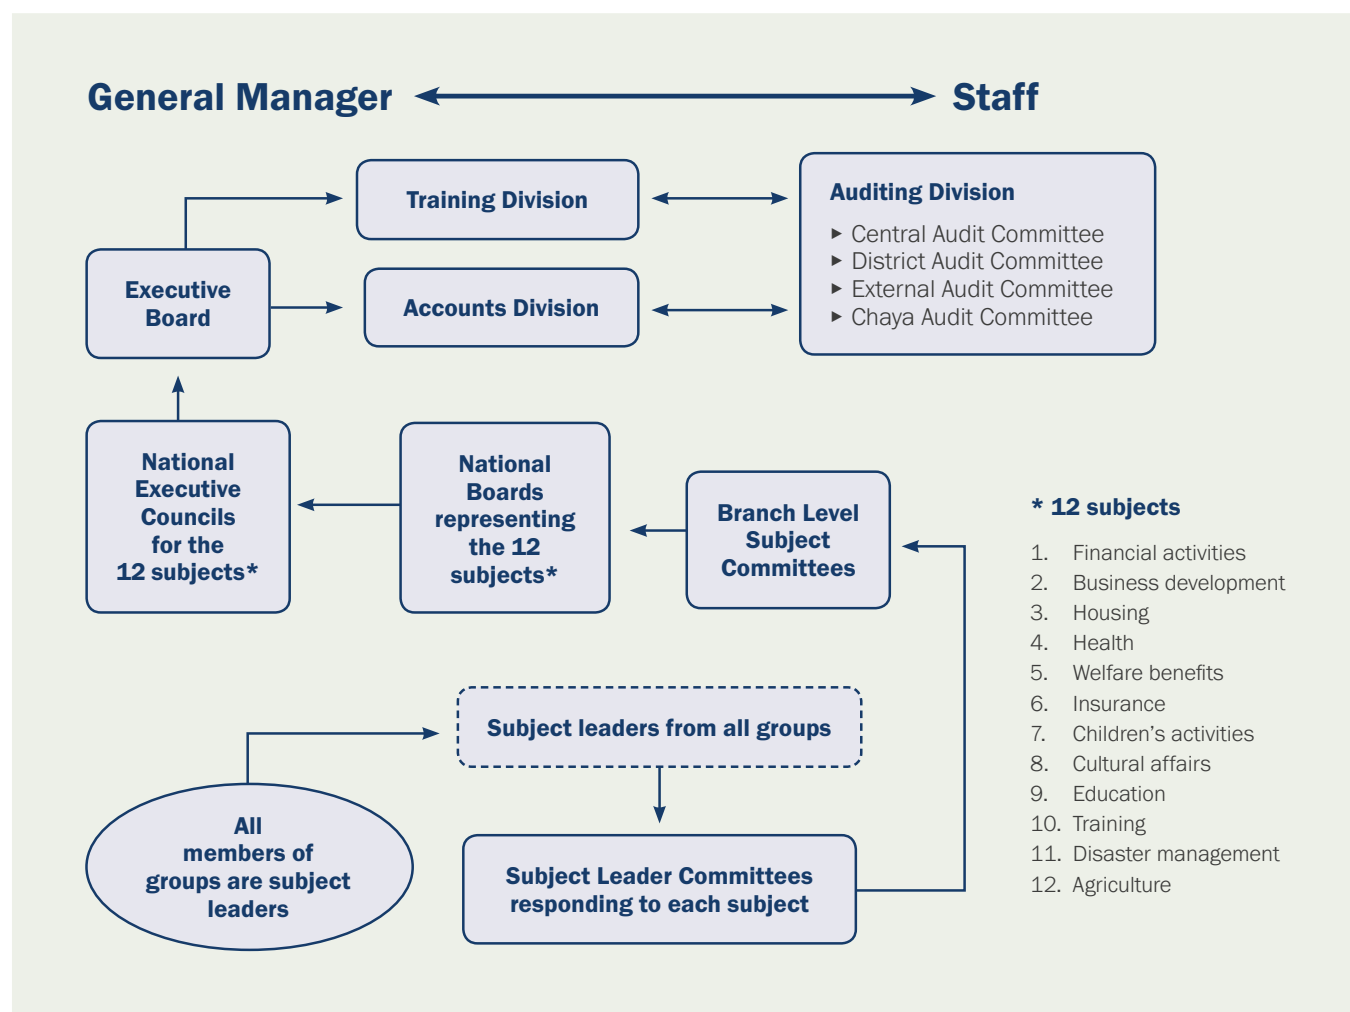 General Manager
Staff
Training Division
Auditing Division
▸ Central Audit Committee
▸ District Audit Committee
▸ External Audit Committee
▸ Chaya Audit Committee
Executive
Board
Accounts Division
National
Executive
Councils
for the
12 subjects*
National
Boards
representing
the 12
subjects*
Branch Level
Subject
Committees
* 12 subjects
1. Financial activities
2. Business development
3. Housing
4. Health
5. Welfare benefits
6. Insurance
7. Children’s activities
8. Cultural affairs
9. Education
10. Training
11. Disaster management
12. Agriculture
Subject leaders from all groups
All
members of
groups are subject
leaders
Subject Leader Committees
responding to each subject